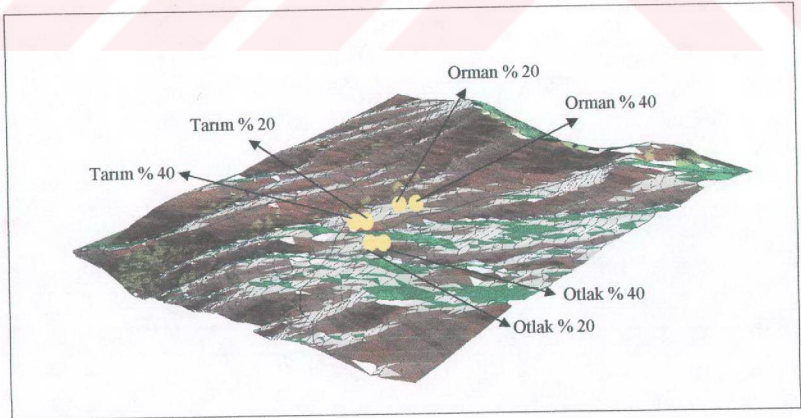 Orman % 20
Orman % 40
Tarım % 20
Tarım % 40
Otlak % 40
Otlak % 20